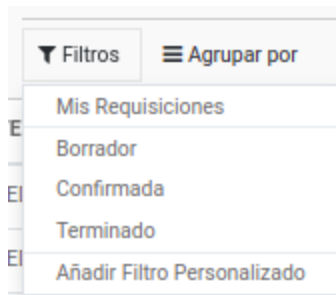 Filtros Agrupar por
Mis Requisiciones
Borrador
Confirmada
Terminado
Añadir Filtro Personalizado